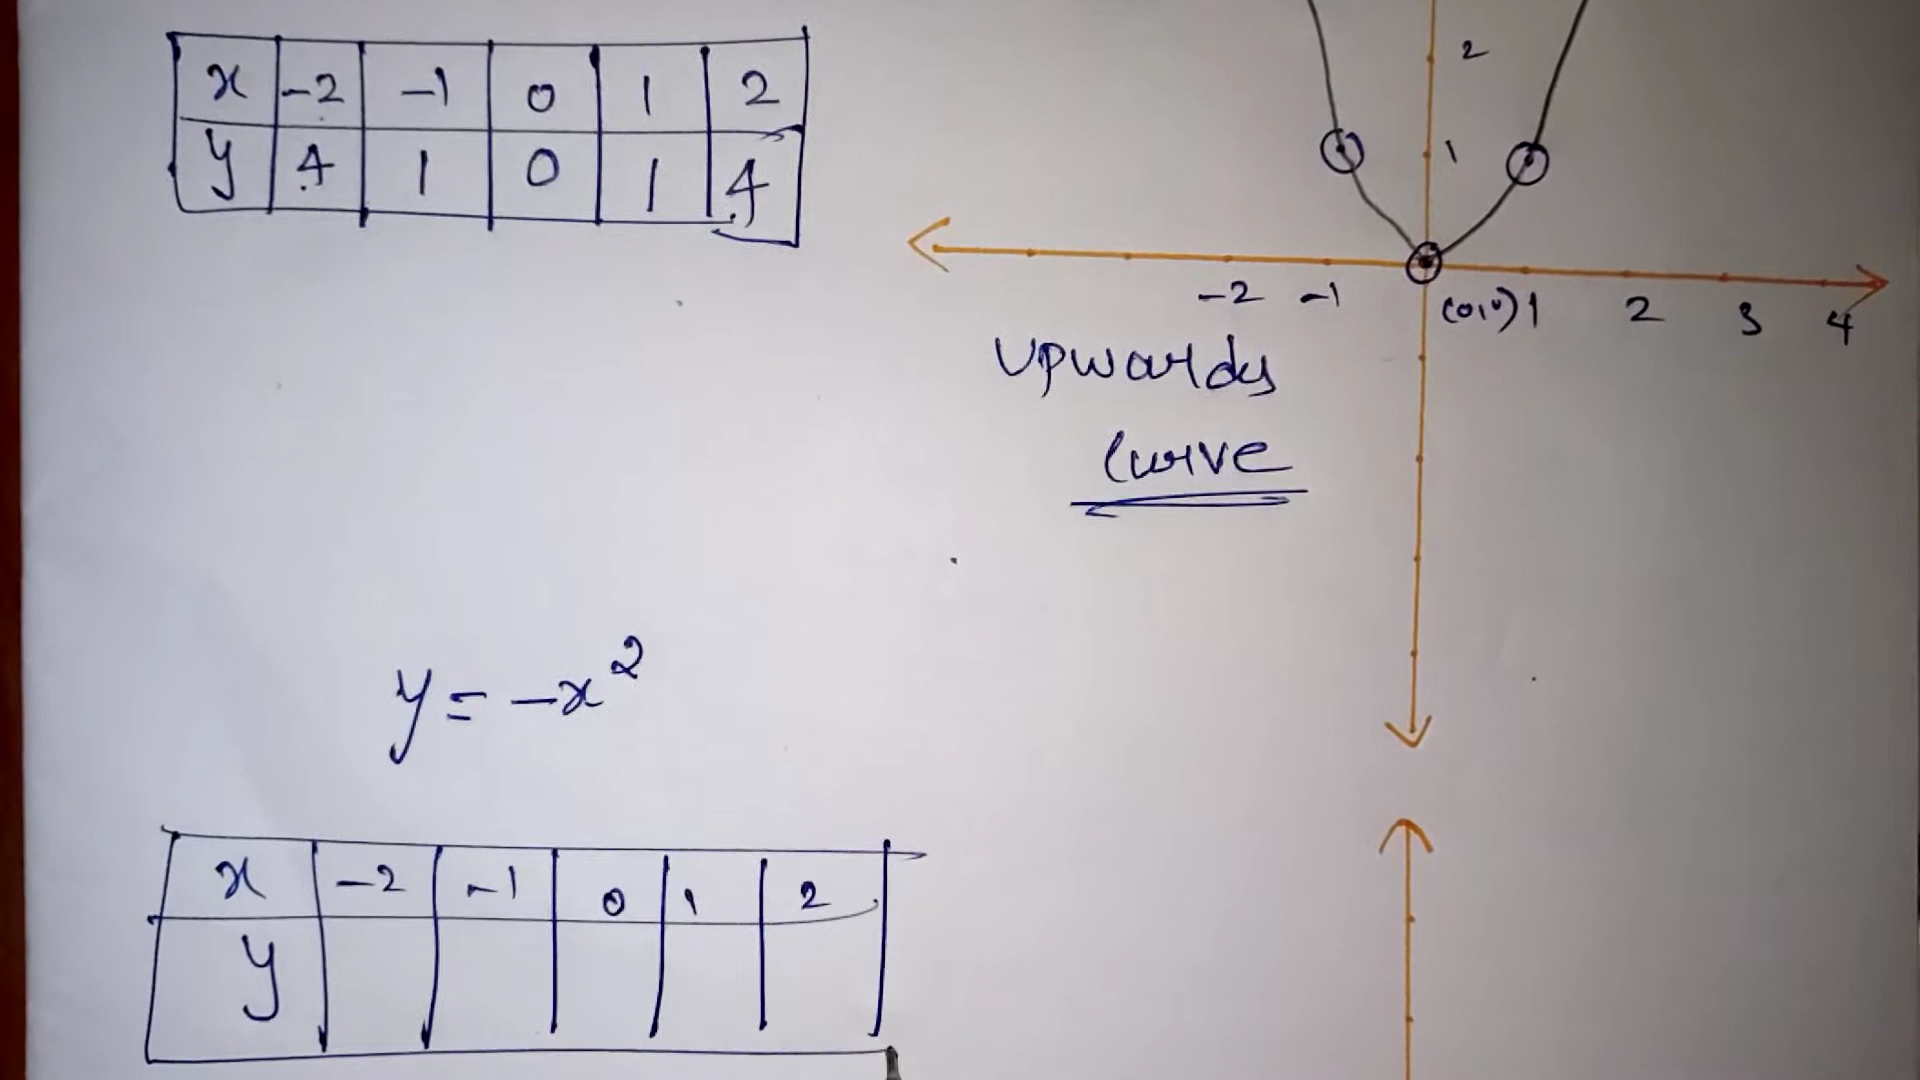 x -2 -1 0 1 2
y 4 1 0 1 4
2
1
-2 -1 (0,0) 1 2 3 4
upwards
curve
y = -x²
x -2 -1 0 1 2
y